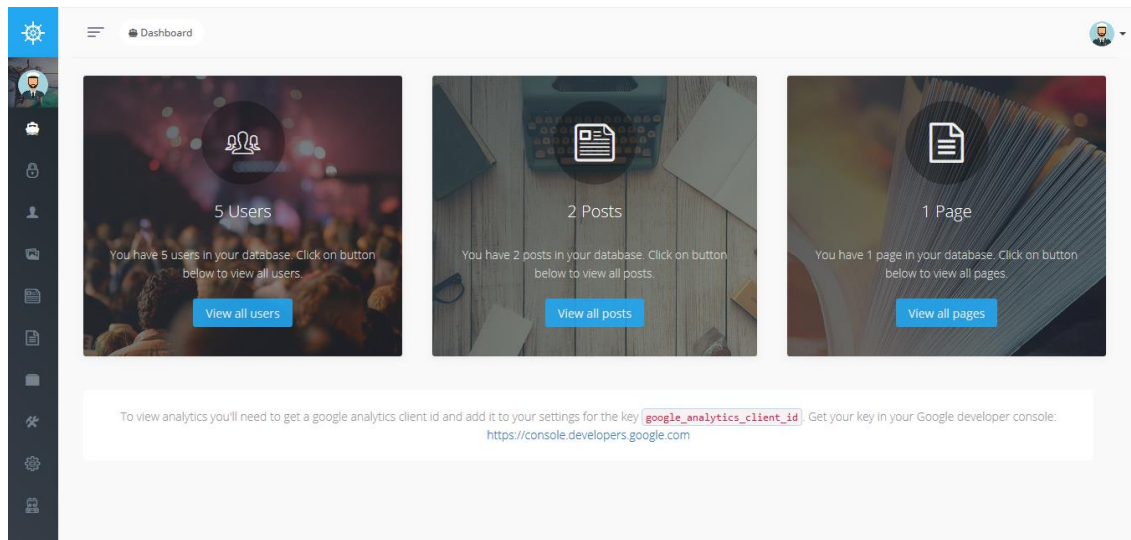 Dashboard
5 Users
You have 5 users in your database. Click on button
below to view all users.
View all users
2 Posts
You have 2 posts in your database. Click on button
below to view all posts.
View all posts
1 Page
You have 1 page in your database. Click on button
below to view all pages.
View all pages
To view analytics you'll need to get a google analytics client id and add it to your settings for the key google_analytics_client_id. Get your key in your Google developer console:
https://console.developers.google.com